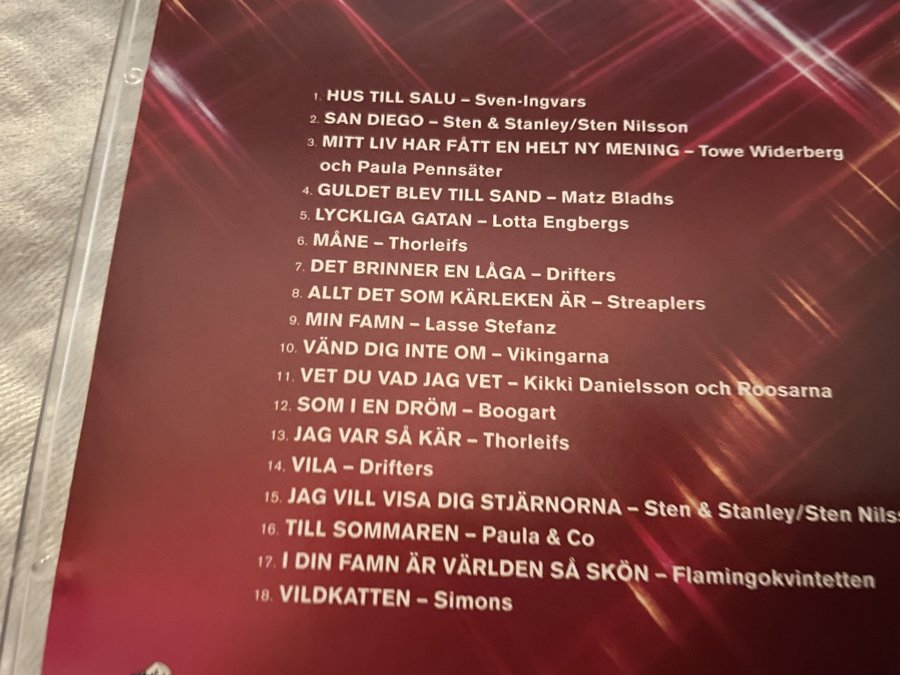 1. HUS TILL SALU – Sven-Ingvars
2. SAN DIEGO – Sten & Stanley/Sten Nilsson
3. MITT LIV HAR FÅTT EN HELT NY MENING – Towe Widerberg
och Paula Pennsäter
4. GULDET BLEV TILL SAND – Matz Bladhs
5. LYCKLIGA GATAN – Lotta Engbergs
6. MÅNE – Thorleifs
7. DET BRINNER EN LÅGA – Drifters
8. ALLT DET SOM KÄRLEKEN ÄR – Streaplers
9. MIN FAMN – Lasse Stefanz
10. VÄND DIG INTE OM – Vikingarna
11. VET DU VAD JAG VET – Kikki Danielsson och Roosarna
12. SOM I EN DRÖM – Boogart
13. JAG VAR SÅ KÄR – Thorleifs
14. VILA – Drifters
15. JAG VILL VISA DIG STJÄRNORNA – Sten & Stanley/Sten Nilss
16. TILL SOMMAREN – Paula & Co
17. I DIN FAMN ÄR VÄRLDEN SÅ SKÖN – Flamingokvintetten
18. VILDKATTEN – Simons